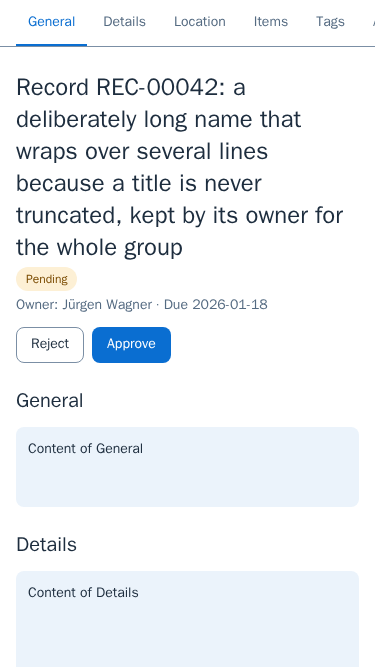 General Details Location Items Tags
Record REC-00042: a
deliberately long name that
wraps over several lines
because a title is never
truncated, kept by its owner for
the whole group
Pending
Owner: Jürgen Wagner · Due 2026-01-18
Reject Approve
General
Content of General
Details
Content of Details